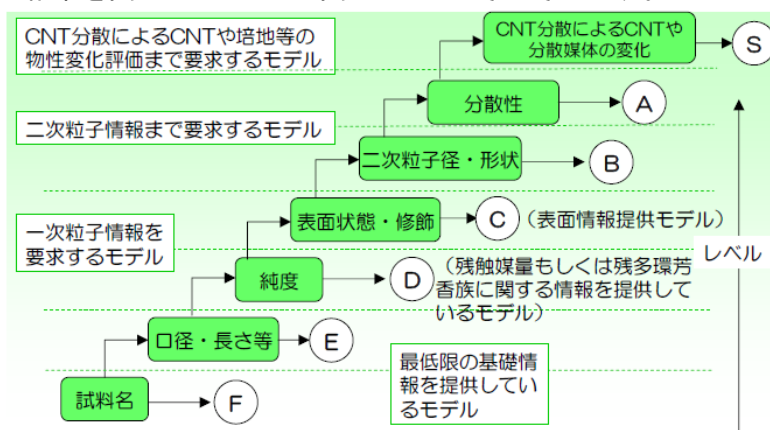 CNT分散によるCNTや培地等の
物性変化評価まで要求するモデル
CNT分散によるCNTや
分散媒体の変化
S
分散性
A
二次粒子情報まで要求するモデル
二次粒子径・形状
B
一次粒子情報を
要求するモデル
表面状態・修飾
C
（表面情報提供モデル）
レベル
純度
D
（残触媒量もしくは残多環芳
香族に関する情報を提供して
いるモデル）
口径・長さ等
E
最低限の基礎情
報を提供してい
るモデル
試料名
F